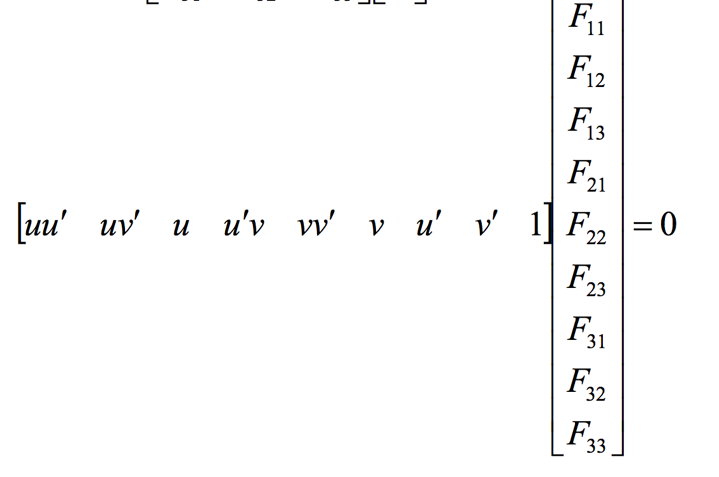 F₁₁
F₁₂
F₁₃
F₂₁
[uu′ uv′ u u′v vv′ v u′ v′ 1] F₂₂ = 0
F₂₃
F₃₁
F₃₂
F₃₃